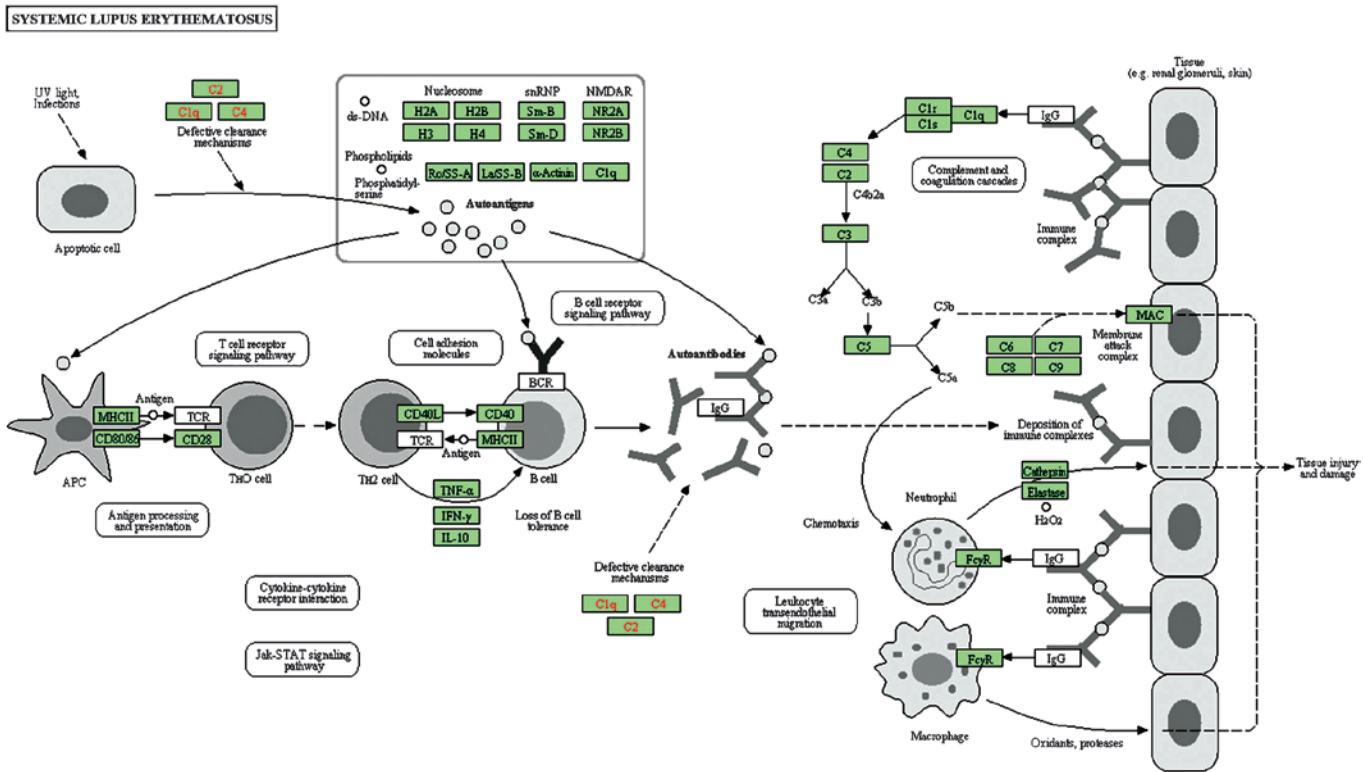 SYSTEMIC LUPUS ERYTHEMATOSUS
UV light,
Infections
C2
C1q
C4
Defective clearance
mechanisms
Apoptotic cell
Nucleosome
snRNP
NMDAR
ds-DNA
H2A
H2B
Sm-B
NR2A
H3
H4
Sm-D
NR2B
Phospholipids
Phosphatidyl-
serine
Ro/SS-A
La/SS-B
α-Actinin
C1q
Autoantigens
T cell receptor
signaling pathway
Cell adhesion
molecules
B cell receptor
signaling pathway
Autoantibodies
Antigen
MHCII
TCR
CD80/86
CD28
APC
TH0 cell
CD40L
CD40
TCR
MHCII
Antigen
BCR
TH2 cell
B cell
TNF-α
IFN-γ
IL-10
Loss of B cell
tolerance
IgG
Antigen processing
and presentation
Cytokine-cytokine
receptor interaction
Jak-STAT signaling
pathway
Defective clearance
mechanisms
C1q
C4
C2
Tissue
(e.g. renal glomeruli, skin)
C1r
C1s
C1q
IgG
C4
C2
C4b2a
Complement and
coagulation cascades
Immune
complex
C3
C3a
C3b
C5
C5b
C5a
C6
C7
C8
C9
MAC
Membrane
attack
complex
Deposition of
immune complexes
Tissue injury
and damage
Cathepsin
Elastase
H2O2
Neutrophil
Chemotaxis
FcγR
IgG
Immune
complex
Leukocyte
transendothelial
migration
FcγR
IgG
Macrophage
Oxidants, proteases